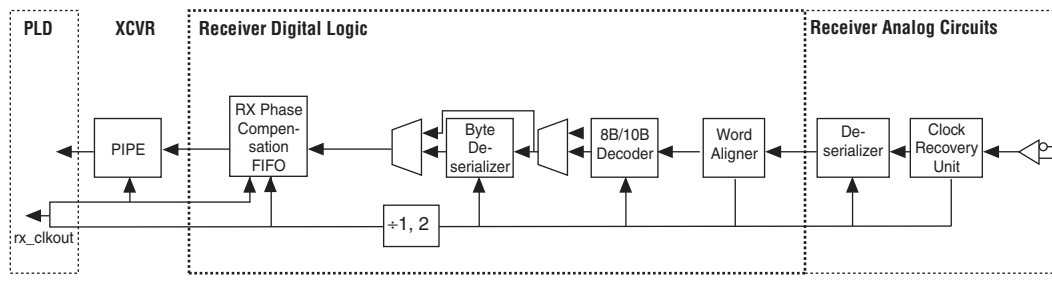 PLD
XCVR
Receiver Digital Logic
Receiver Analog Circuits
PIPE
RX Phase
Compen-
sation
FIFO
Byte
De-
serializer
8B/10B
Decoder
Word
Aligner
De-
serializer
Clock
Recovery
Unit
rx_clkout
÷1, 2